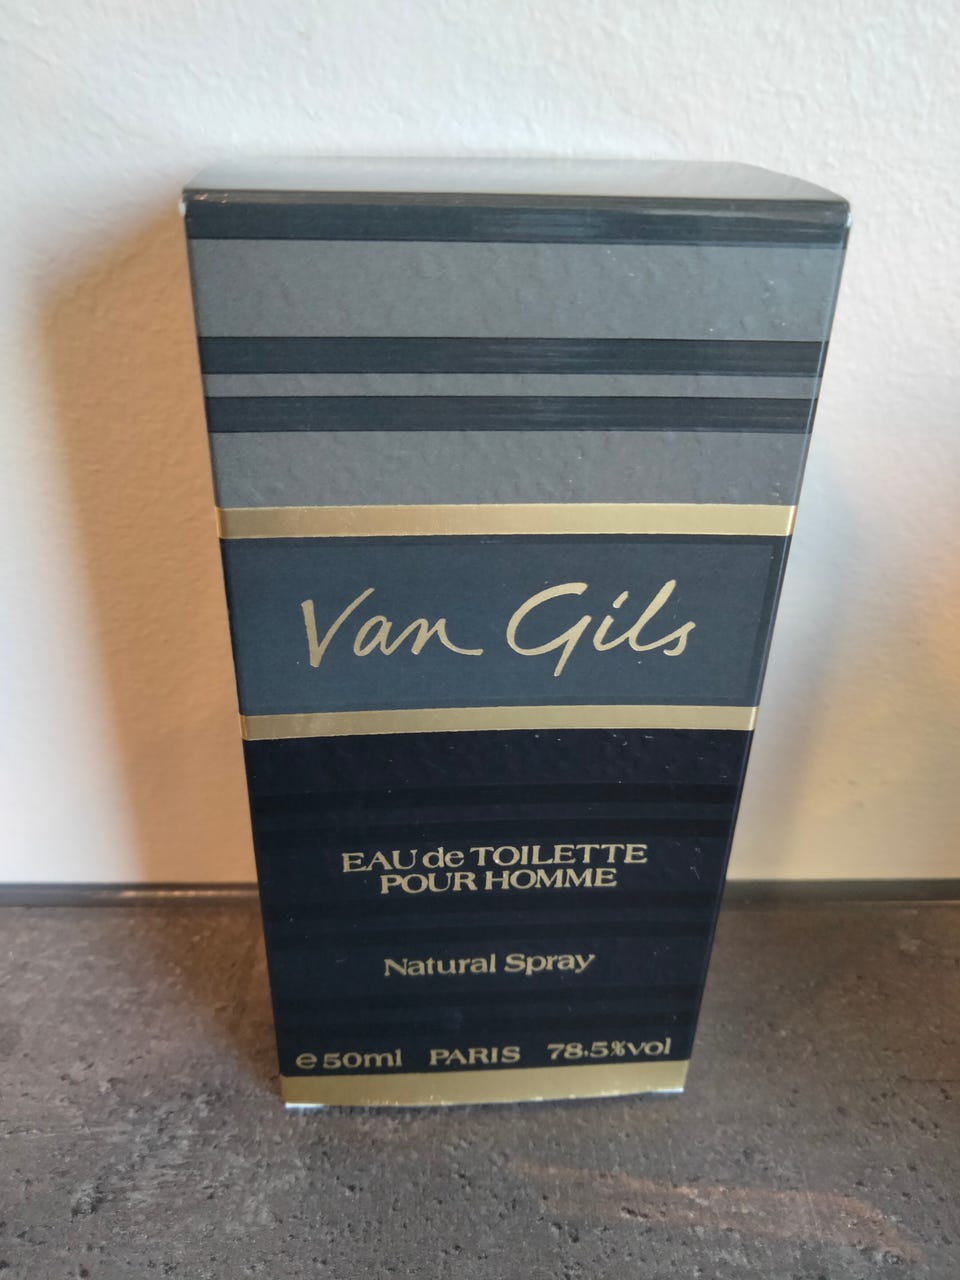 Van Gils
EAU de TOILETTE
POUR HOMME
Natural Spray
℮50ml PARIS 78.5%vol